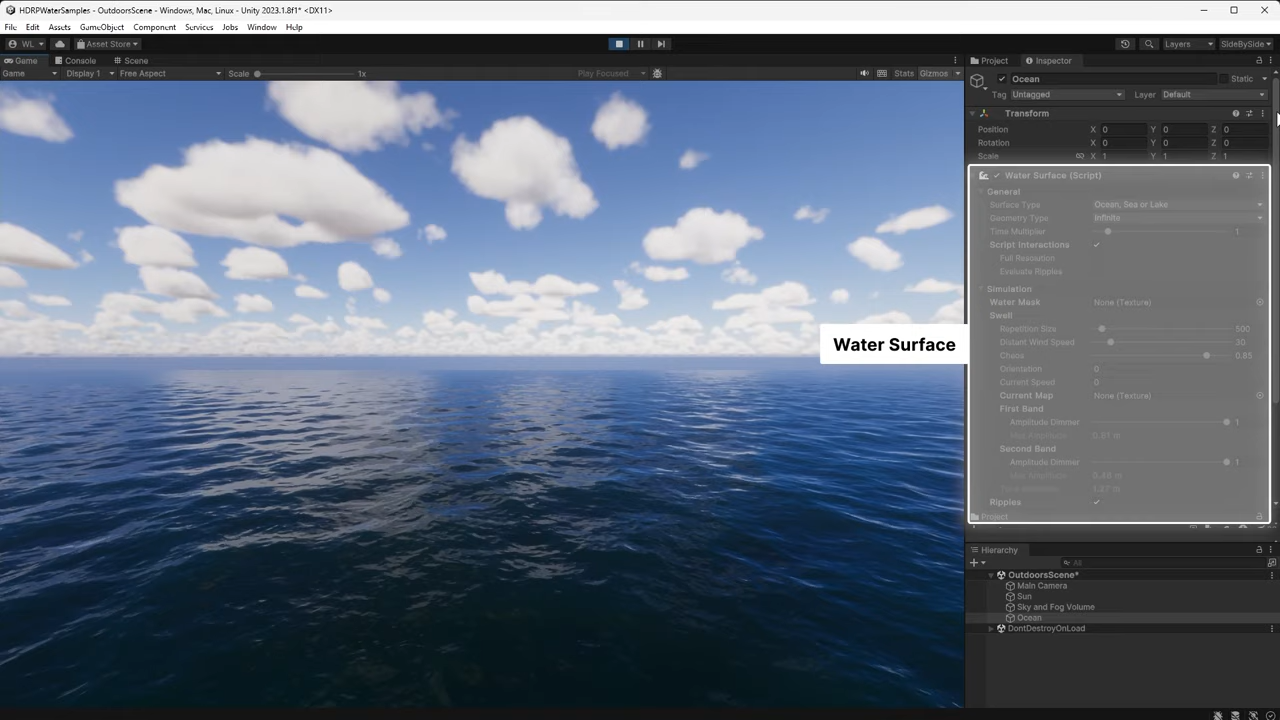 HDRPWaterSamples - OutdoorsScene - Windows, Mac, Linux - Unity 2023.1.8f1* <DX11>
File Edit Assets GameObject Component Services Jobs Window Help
WL Asset Store Layers SideBySide
Game Console Scene Project Inspector
Game Display 1 Free Aspect Scale 1x Play Focused Stats Gizmos
Ocean Static
Tag Untagged Layer Default
Transform
Position X 0 Y 0 Z 0
Rotation X 0 Y 0 Z 0
Scale X 1 Y 1 Z 1
Water Surface (Script)
General
Surface Type Ocean, Sea or Lake
Geometry Type Infinite
Time Multiplier 1
Script Interactions
Full Resolution
Evaluate Ripples
Simulation
Water Mask None (Texture)
Swell
Repetition Size 500
Water Surface
Distant Wind Speed 30
Chaos 0.85
Orientation 0
Current Speed 0
Current Map None (Texture)
First Band
Amplitude Dimmer 1
Max Amplitude
Second Band
Amplitude Dimmer 1
Max Amplitude
Ripples
Project
Hierarchy
All
OutdoorsScene*
Main Camera
Sun
Sky and Fog Volume
Ocean
DontDestroyOnLoad